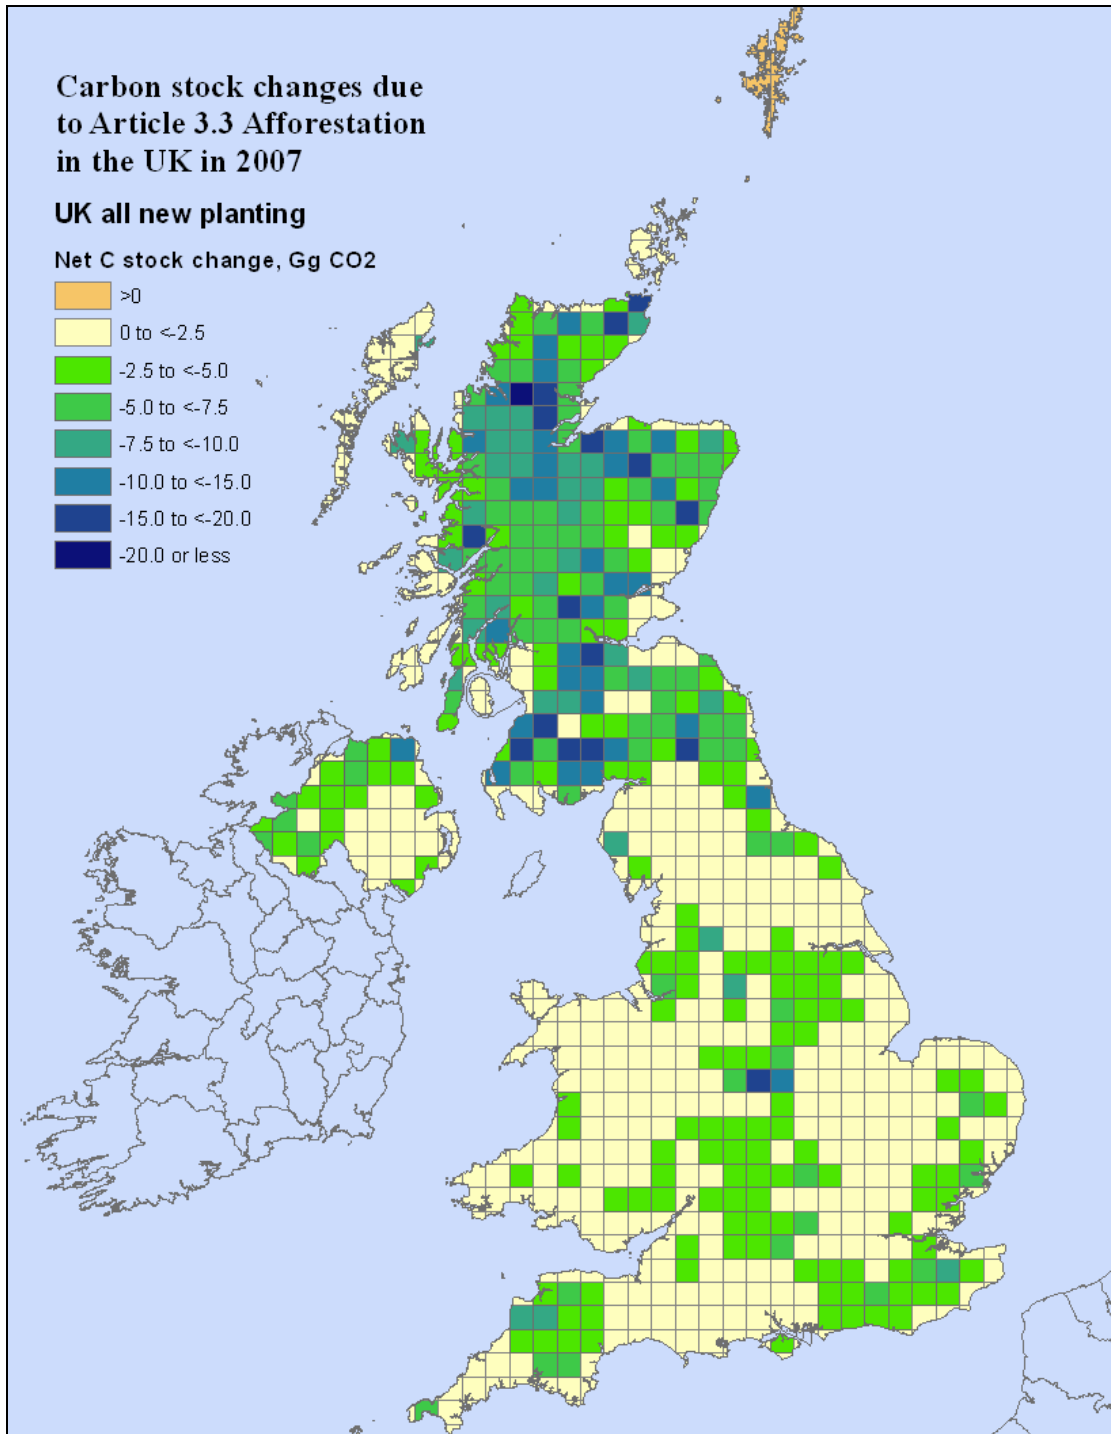 Carbon stock changes due
to Article 3.3 Afforestation
in the UK in 2007
UK all new planting
Net C stock change, Gg CO2
>0
0 to <-2.5
-2.5 to <-5.0
-5.0 to <-7.5
-7.5 to <-10.0
-10.0 to <-15.0
-15.0 to <-20.0
-20.0 or less